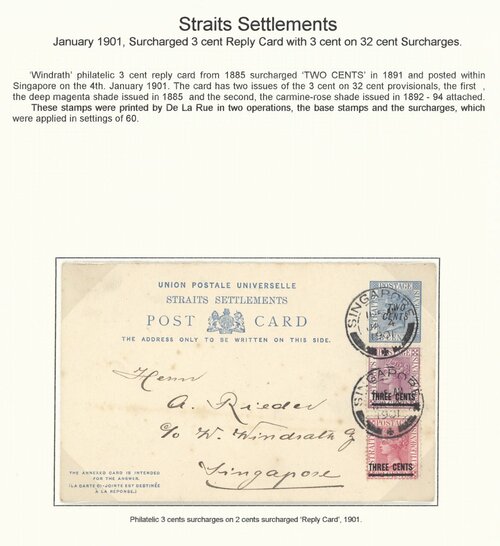 Straits Settlements
January 1901, Surcharged 3 cent Reply Card with 3 cent on 32 cent Surcharges.
'Windrath' philatelic 3 cent reply card from 1885 surcharged 'TWO CENTS' in 1891 and posted within
Singapore on the 4th. January 1901. The card has two issues of the 3 cent on 32 cent provisionals, the first ,
the deep magenta shade issued in 1885 and the second, the carmine-rose shade issued in 1892 - 94 attached.
These stamps were printed by De La Rue in two operations, the base stamps and the surcharges, which
were applied in settings of 60.
UNION POSTALE UNIVERSELLE
STRAITS SETTLEMENTS
POST CARD
THE ADDRESS ONLY TO BE WRITTEN ON THIS SIDE.
TWO
CENTS
SINGAPORE
4
1901
Herrn
A. Rieder
c/o W. Windrath Esq
Singapore
SINGAPORE
THREE CENTS
1901
THREE CENTS
THE ANNEXED CARD IS INTENDED
FOR THE ANSWER.
(LA CARTE CI-JOINTE EST DESTINÉE
À LA RÉPONSE.)
Philatelic 3 cents surcharges on 2 cents surcharged 'Reply Card', 1901.